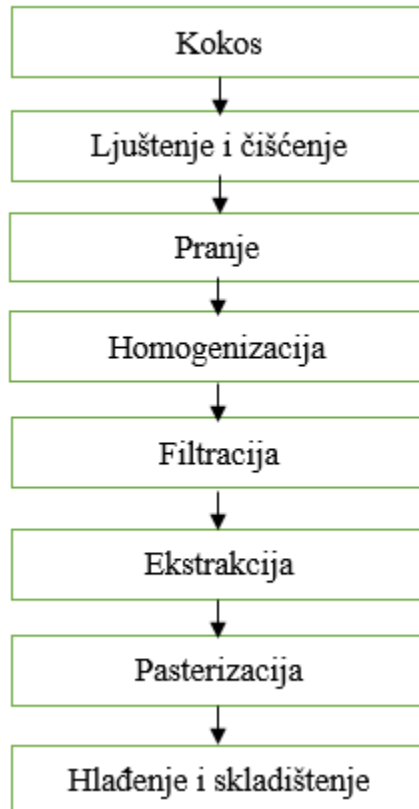 Kokos
Ljuštenje i čišćenje
Pranje
Homogenizacija
Filtracija
Ekstrakcija
Pasterizacija
Hlađenje i skladištenje